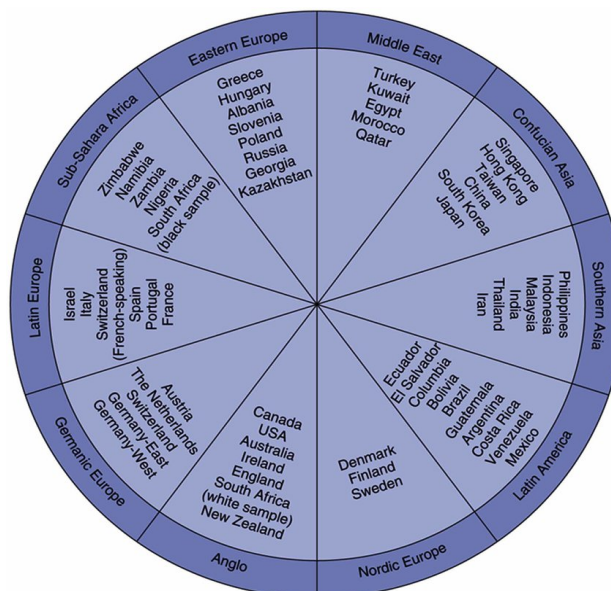 Eastern Europe
Greece
Hungary
Albania
Slovenia
Poland
Russia
Georgia
Kazakhstan
Middle East
Turkey
Kuwait
Egypt
Morocco
Qatar
Confucian Asia
Singapore
Hong Kong
Taiwan
China
South Korea
Japan
Southern Asia
Philippines
Indonesia
Malaysia
India
Thailand
Iran
Latin America
Ecuador
El Salvador
Columbia
Bolivia
Brazil
Guatemala
Argentina
Costa Rica
Venezuela
Mexico
Nordic Europe
Denmark
Finland
Sweden
Anglo
Canada
USA
Australia
Ireland
England
South Africa
(white sample)
New Zealand
Germanic Europe
Austria
The Netherlands
Switzerland
Germany-East
Germany-West
Latin Europe
Israel
Italy
Switzerland
(French-speaking)
Spain
Portugal
France
Sub-Sahara Africa
Zimbabwe
Namibia
Zambia
Nigeria
South Africa
(black sample)